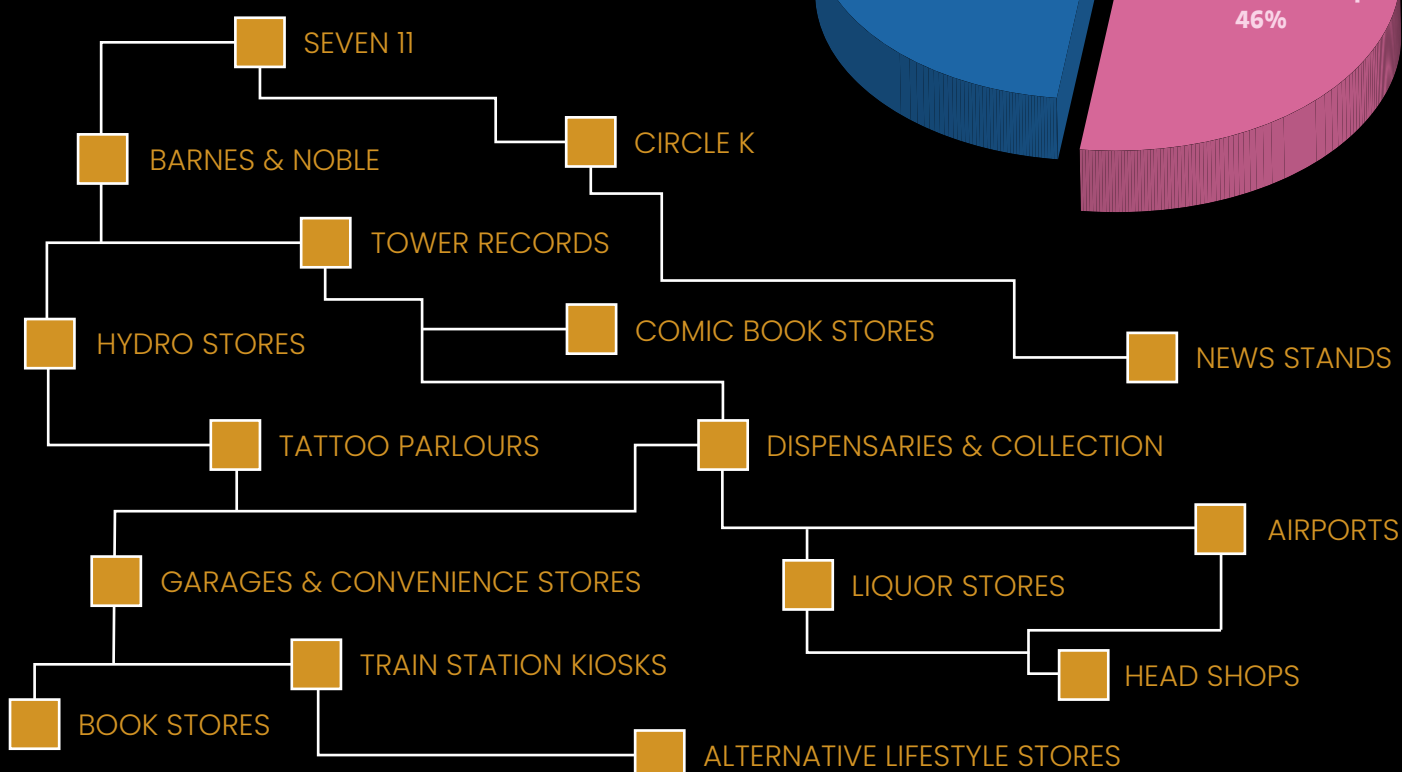 46%
SEVEN 11
CIRCLE K
BARNES & NOBLE
TOWER RECORDS
COMIC BOOK STORES
HYDRO STORES
NEWS STANDS
TATTOO PARLOURS
DISPENSARIES & COLLECTION
AIRPORTS
GARAGES & CONVENIENCE STORES
LIQUOR STORES
TRAIN STATION KIOSKS
HEAD SHOPS
BOOK STORES
ALTERNATIVE LIFESTYLE STORES